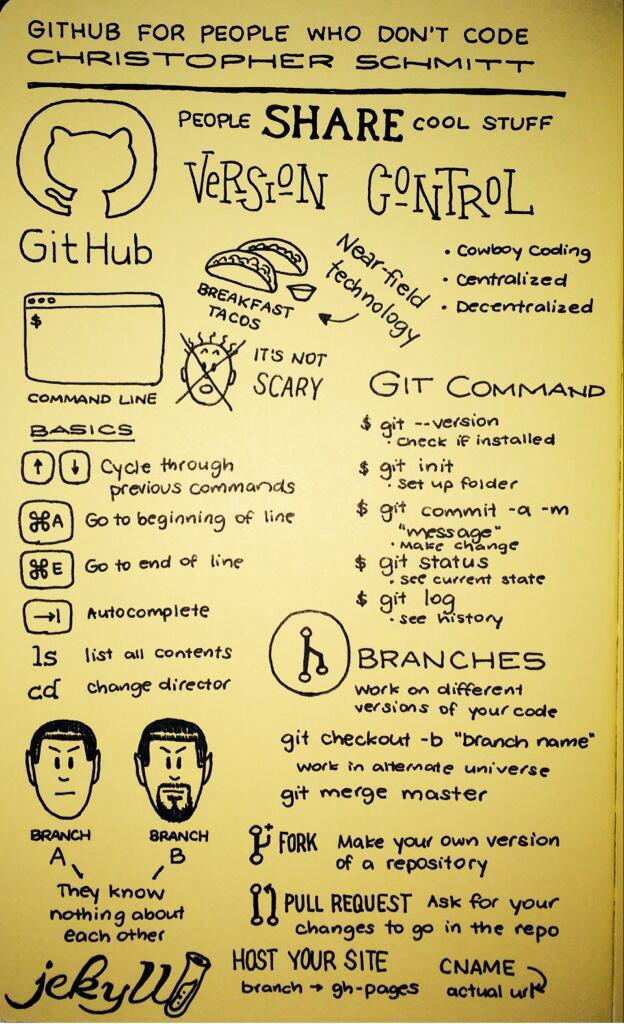 GITHUB FOR PEOPLE WHO DON'T CODE
CHRISTOPHER SCHMITT
PEOPLE SHARE COOL STUFF
VERSION CONTROL
GitHub
BREAKFAST
TACOS
Near-field
technology
• Cowboy Coding
• Centralized
• Decentralized
$
COMMAND LINE
IT'S NOT
SCARY
BASICS
↑ ↓ Cycle through
previous commands
⌘A Go to beginning of line
⌘E Go to end of line
→| Autocomplete
ls list all contents
cd change director
GIT COMMAND
$ git --version
• check if installed
$ git init
• set up folder
$ git commit -a -m
"message"
• Make change
$ git status
• see current state
$ git log
• see history
BRANCHES
work on different
versions of your code
git checkout -b "branch name"
work in alternate universe
git merge master
BRANCH
A
BRANCH
B
They know
nothing about
each other
FORK Make your own version
of a repository
PULL REQUEST Ask for your
changes to go in the repo
jekyll
HOST YOUR SITE
branch → gh-pages
CNAME
actual url